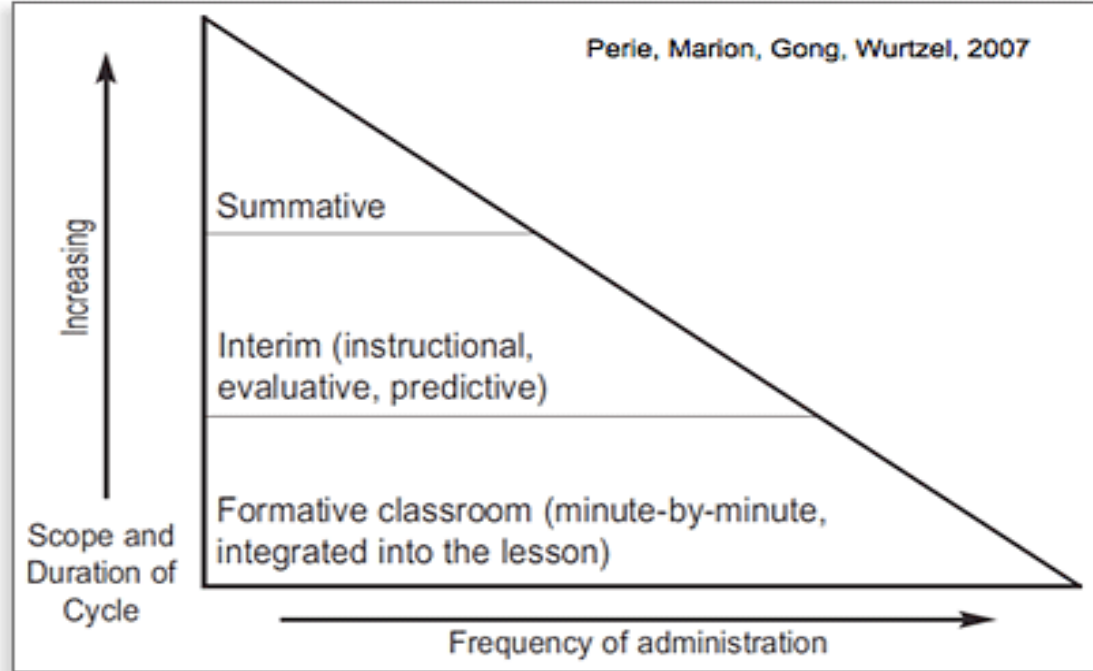 Perie, Marion, Gong, Wurtzel, 2007
Increasing
Summative
Interim (instructional,
evaluative, predictive)
Formative classroom (minute-by-minute,
integrated into the lesson)
Scope and
Duration of
Cycle
Frequency of administration